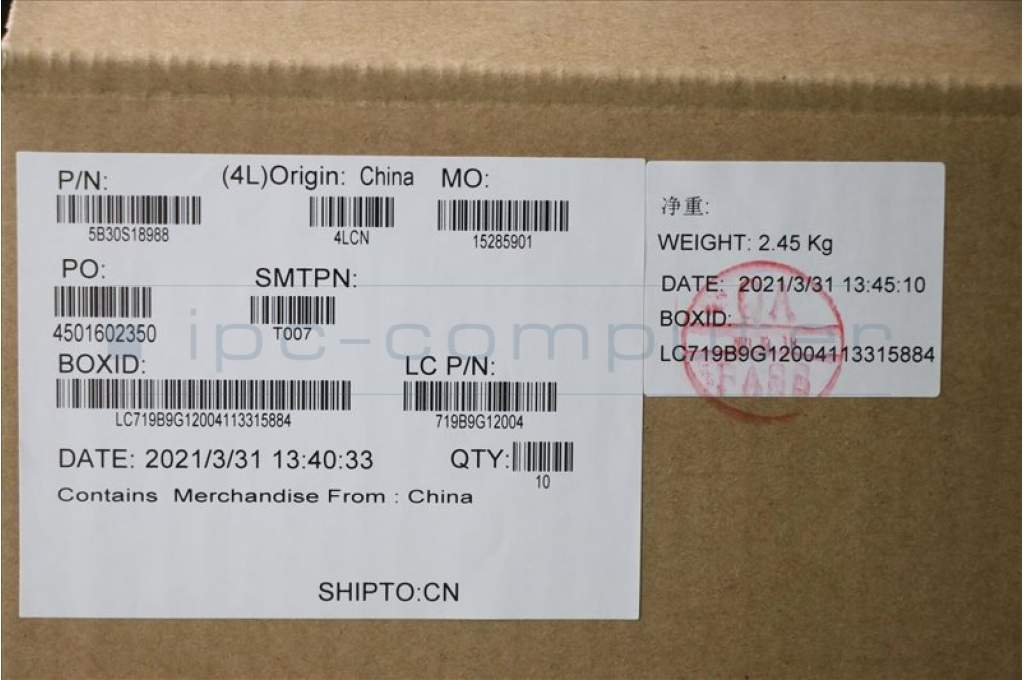 P/N: (4L)Origin: China MO:
5B30S18988 4LCN 15285901
PO: SMTPN:
4501602350 T007
BOXID: LC P/N:
LC719B9G12004113315884 719B9G12004
DATE: 2021/3/31 13:40:33 QTY:
10
Contains Merchandise From : China
SHIPTO:CN
净重:
WEIGHT: 2.45 Kg
DATE: 2021/3/31 13:45:10
BOXID:
LC719B9G12004113315884
ipc-computer